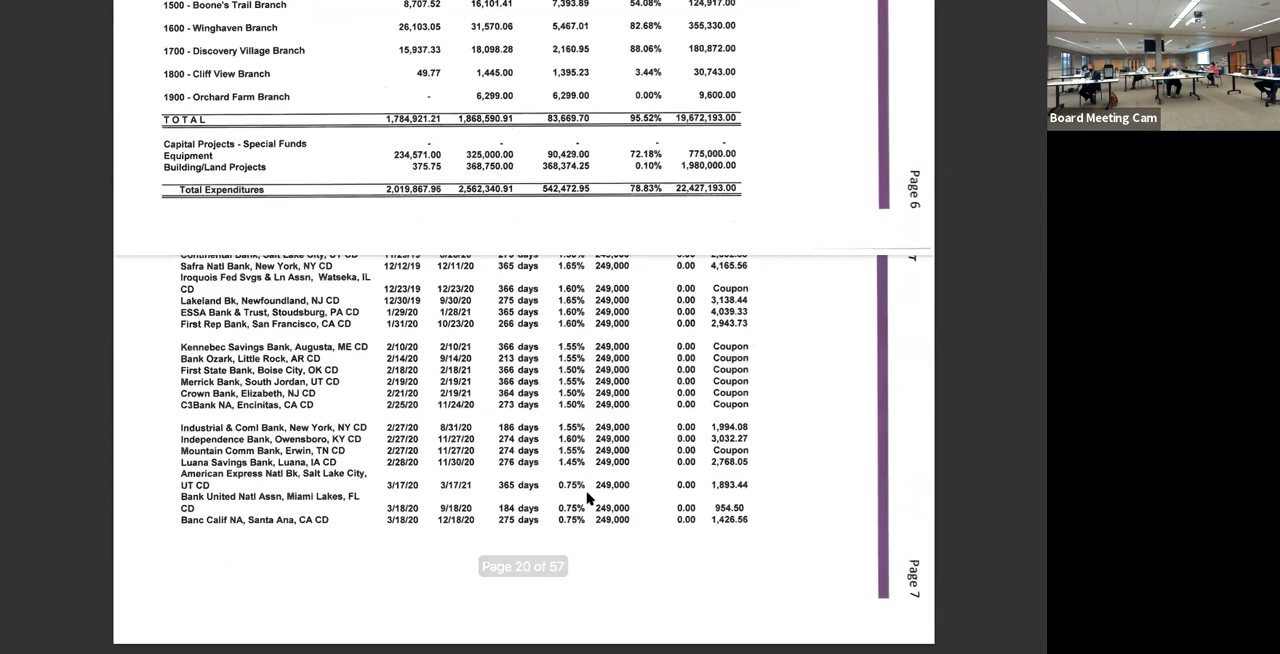 1500 - Boone's Trail Branch 8,707.52 16,101.41 7,393.89 54.08% 124,917.00
1600 - Winghaven Branch 26,103.05 31,570.06 5,467.01 82.68% 355,330.00
1700 - Discovery Village Branch 15,937.33 18,098.28 2,160.95 88.06% 180,872.00
1800 - Cliff View Branch 49.77 1,445.00 1,395.23 3.44% 30,743.00
1900 - Orchard Farm Branch - 6,299.00 6,299.00 0.00% 9,600.00
TOTAL 1,784,921.21 1,868,590.91 83,669.70 95.52% 19,672,193.00
Capital Projects - Special Funds - - - -
Equipment 234,571.00 325,000.00 90,429.00 72.18% 775,000.00
Building/Land Projects 375.75 368,750.00 368,374.25 0.10% 1,980,000.00
Total Expenditures 2,019,867.96 2,562,340.91 542,472.95 78.83% 22,427,193.00
Page 6
Safra Natl Bank, New York, NY CD 12/12/19 12/11/20 365 days 1.65% 249,000 0.00 4,165.56
Iroquois Fed Svgs & Ln Assn, Watseka, IL
CD 12/23/19 12/23/20 366 days 1.60% 249,000 0.00 Coupon
Lakeland Bk, Newfoundland, NJ CD 12/30/19 9/30/20 275 days 1.65% 249,000 0.00 3,138.44
ESSA Bank & Trust, Stoudsburg, PA CD 1/29/20 1/28/21 365 days 1.60% 249,000 0.00 4,039.33
First Rep Bank, San Francisco, CA CD 1/31/20 10/23/20 266 days 1.60% 249,000 0.00 2,943.73
Kennebec Savings Bank, Augusta, ME CD 2/10/20 2/10/21 366 days 1.55% 249,000 0.00 Coupon
Bank Ozark, Little Rock, AR CD 2/14/20 9/14/20 213 days 1.55% 249,000 0.00 Coupon
First State Bank, Boise City, OK CD 2/18/20 2/18/21 366 days 1.50% 249,000 0.00 Coupon
Merrick Bank, South Jordan, UT CD 2/19/20 2/19/21 366 days 1.55% 249,000 0.00 Coupon
Crown Bank, Elizabeth, NJ CD 2/21/20 2/19/21 364 days 1.50% 249,000 0.00 Coupon
C3Bank NA, Encinitas, CA CD 2/25/20 11/24/20 273 days 1.50% 249,000 0.00 Coupon
Industrial & Coml Bank, New York, NY CD 2/27/20 8/31/20 186 days 1.55% 249,000 0.00 1,994.08
Independence Bank, Owensboro, KY CD 2/27/20 11/27/20 274 days 1.60% 249,000 0.00 3,032.27
Mountain Comm Bank, Erwin, TN CD 2/27/20 11/27/20 274 days 1.55% 249,000 0.00 Coupon
Luana Savings Bank, Luana, IA CD 2/28/20 11/30/20 276 days 1.45% 249,000 0.00 2,768.05
American Express Natl Bk, Salt Lake City,
UT CD 3/17/20 3/17/21 365 days 0.75% 249,000 0.00 1,893.44
Bank United Natl Assn, Miami Lakes, FL
CD 3/18/20 9/18/20 184 days 0.75% 249,000 0.00 954.50
Banc Calif NA, Santa Ana, CA CD 3/18/20 12/18/20 275 days 0.75% 249,000 0.00 1,426.56
Page 20 of 57
Page 7
Board Meeting Cam